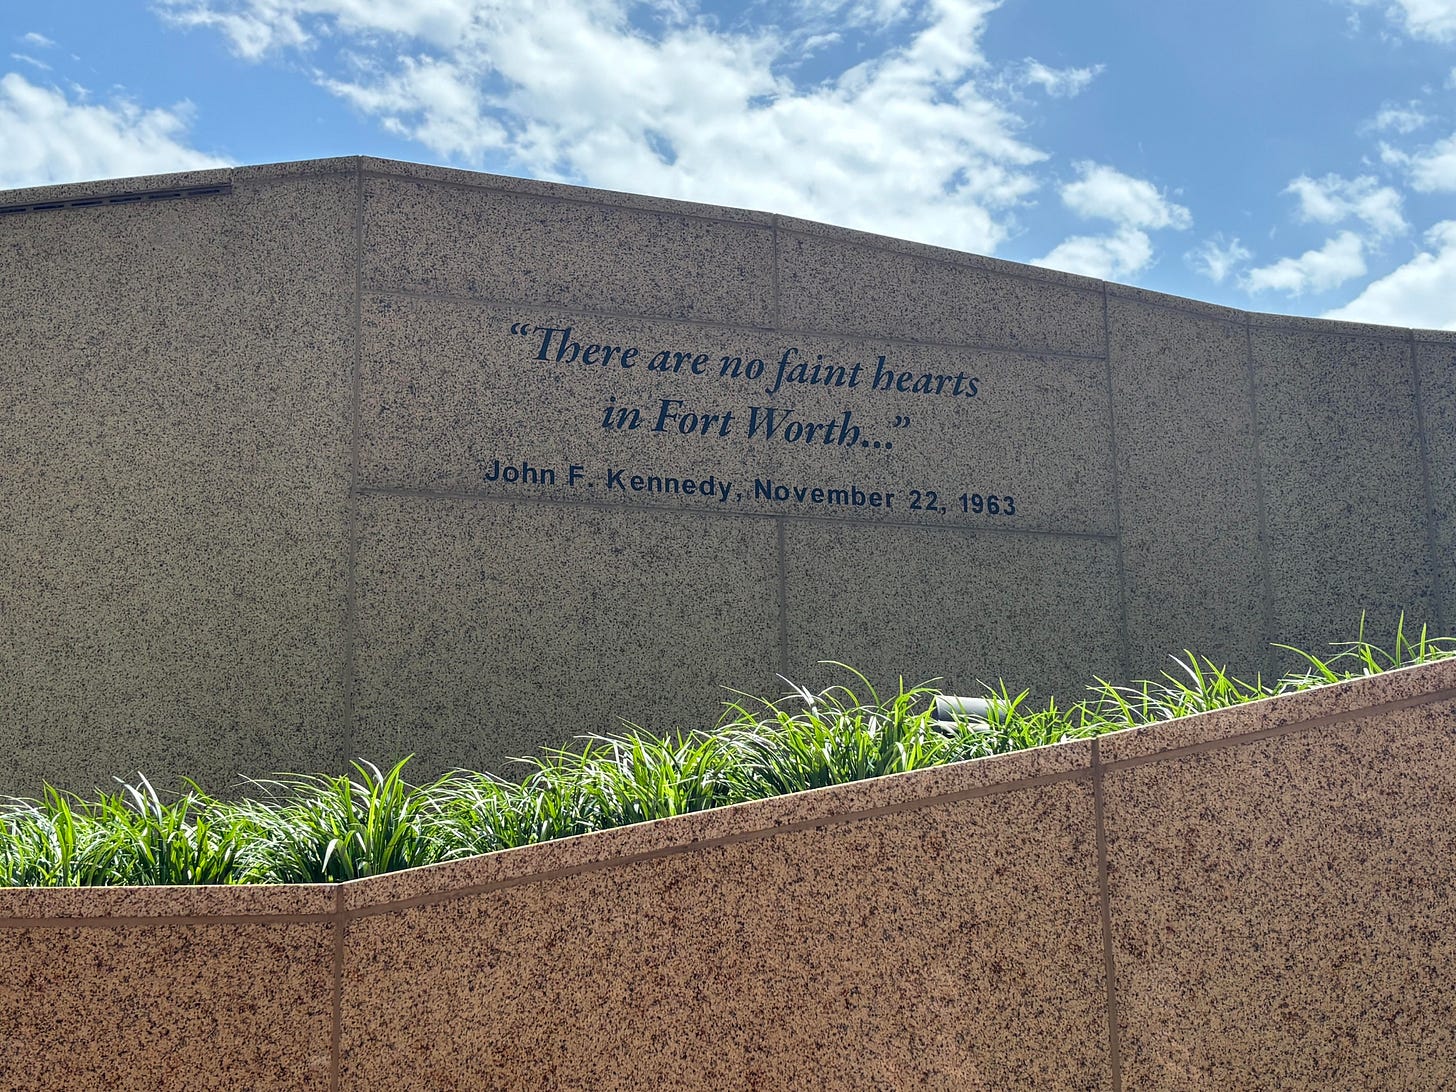 “There are no faint hearts
in Fort Worth...”
John F. Kennedy, November 22, 1963